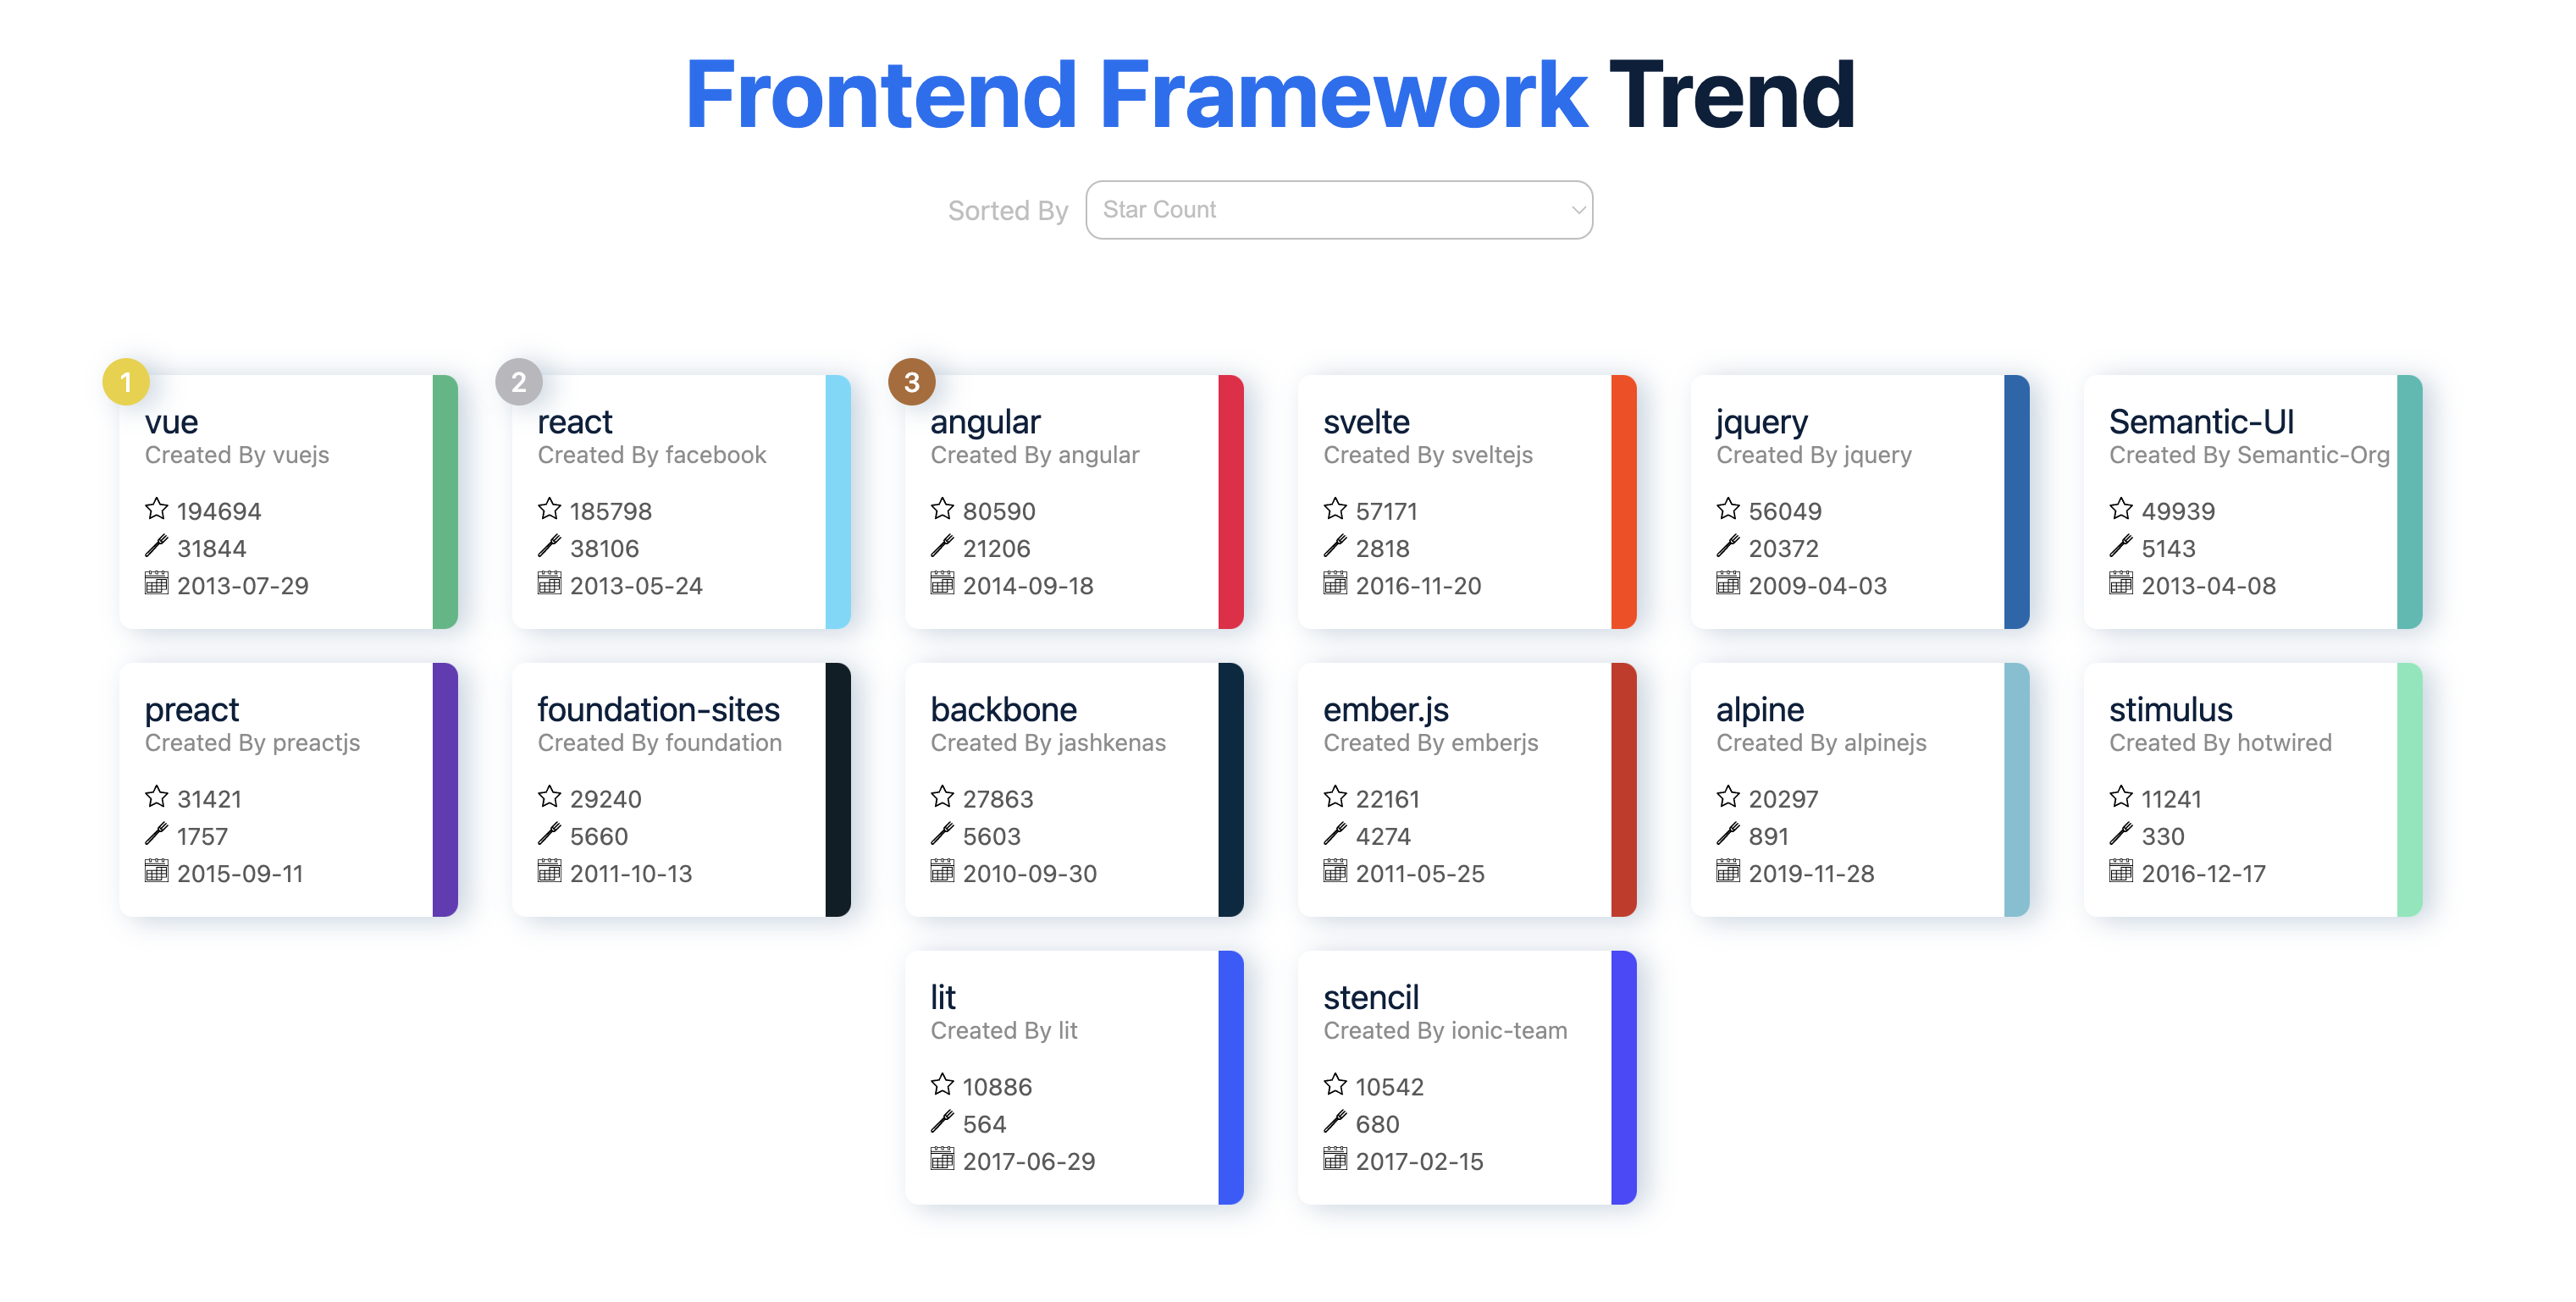 Frontend Framework Trend
Sorted By Star Count
1
vue
Created By vuejs
194694
31844
2013-07-29
2
react
Created By facebook
185798
38106
2013-05-24
3
angular
Created By angular
80590
21206
2014-09-18
svelte
Created By sveltejs
57171
2818
2016-11-20
jquery
Created By jquery
56049
20372
2009-04-03
Semantic-UI
Created By Semantic-Org
49939
5143
2013-04-08
preact
Created By preactjs
31421
1757
2015-09-11
foundation-sites
Created By foundation
29240
5660
2011-10-13
backbone
Created By jashkenas
27863
5603
2010-09-30
ember.js
Created By emberjs
22161
4274
2011-05-25
alpine
Created By alpinejs
20297
891
2019-11-28
stimulus
Created By hotwired
11241
330
2016-12-17
lit
Created By lit
10886
564
2017-06-29
stencil
Created By ionic-team
10542
680
2017-02-15